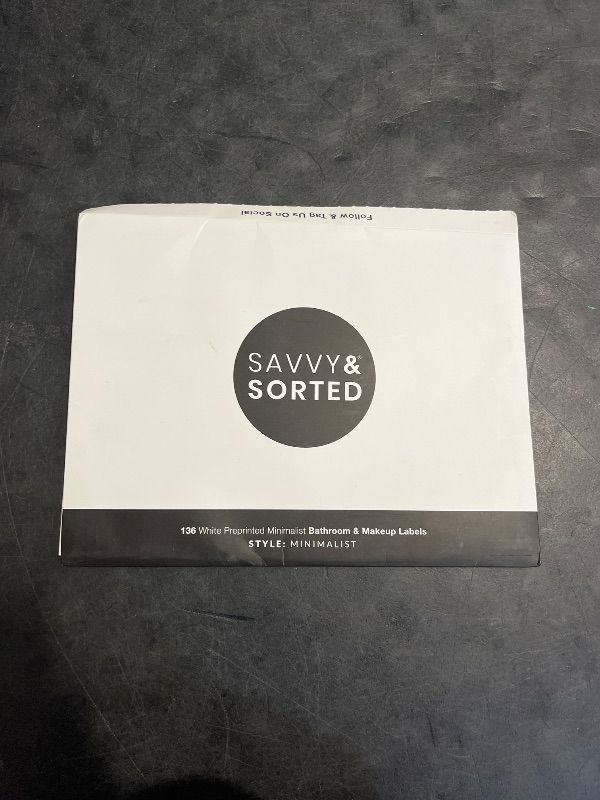 Follow & Tag Us On Social
SAVVY&®
SORTED
136 White Preprinted Minimalist Bathroom & Makeup Labels
STYLE: MINIMALIST